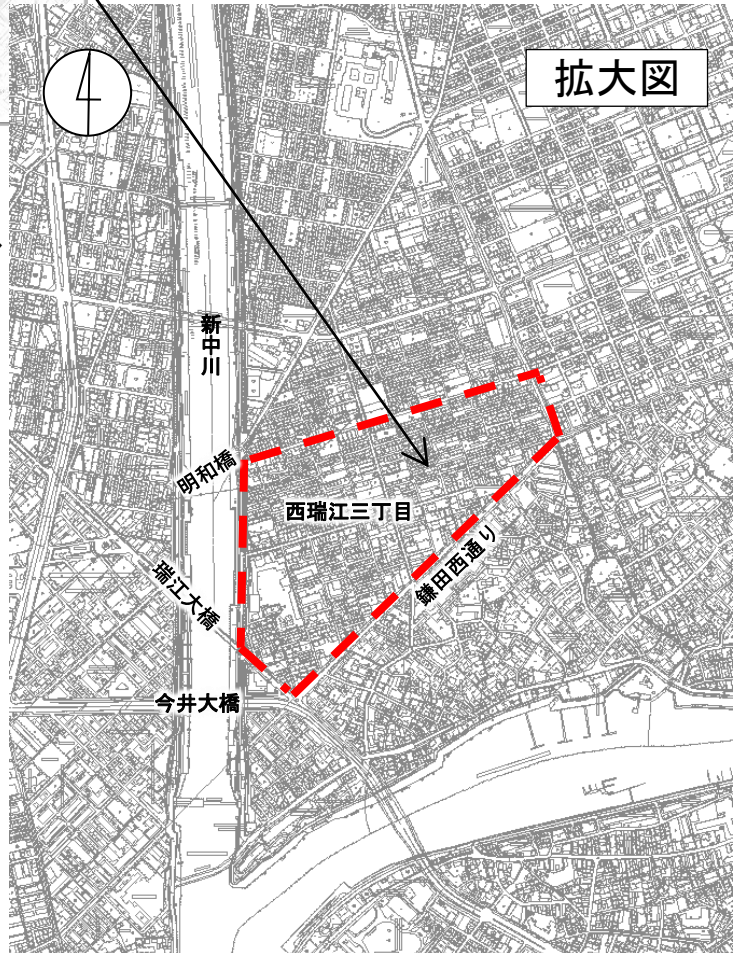 拡大図
新中川
明和橋
西瑞江三丁目
瑞江大橋
鎌田西通り
今井大橋